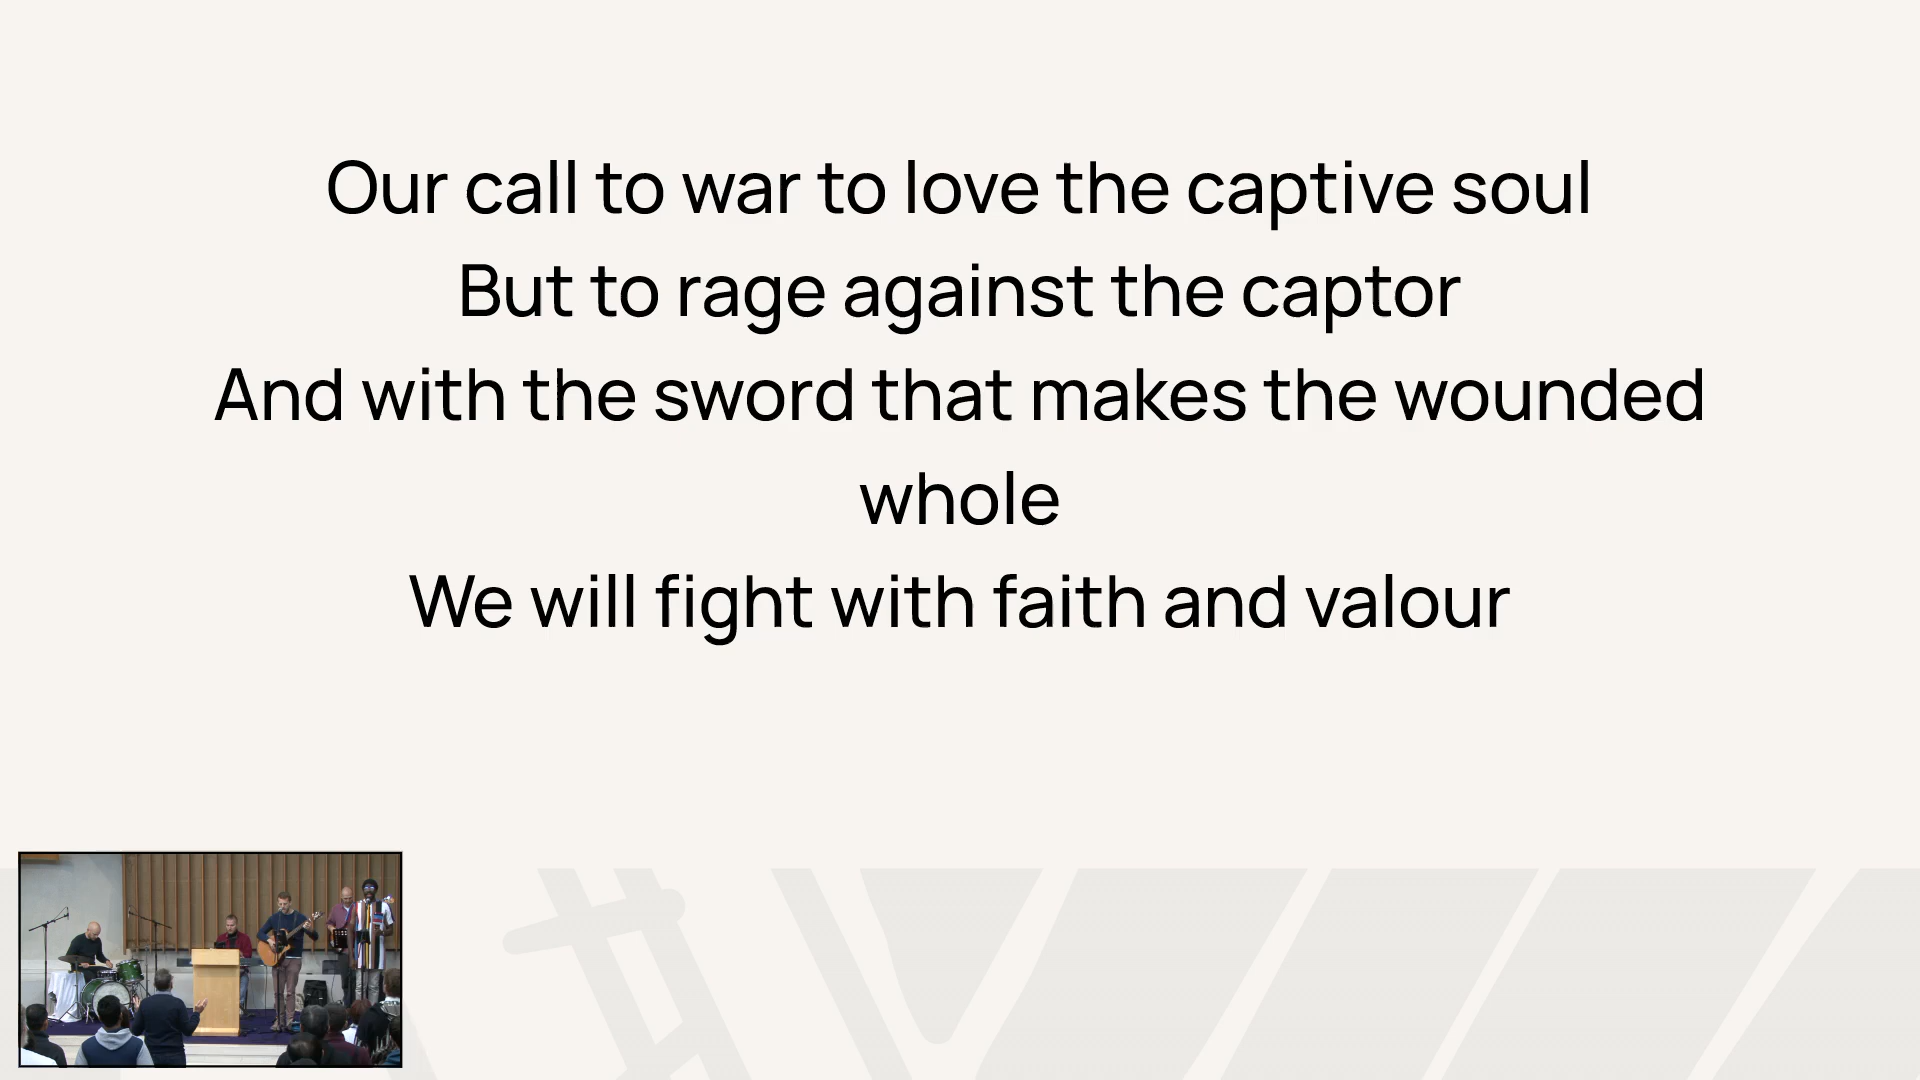 Our call to war to love the captive soul
But to rage against the captor
And with the sword that makes the wounded
whole
We will fight with faith and valour